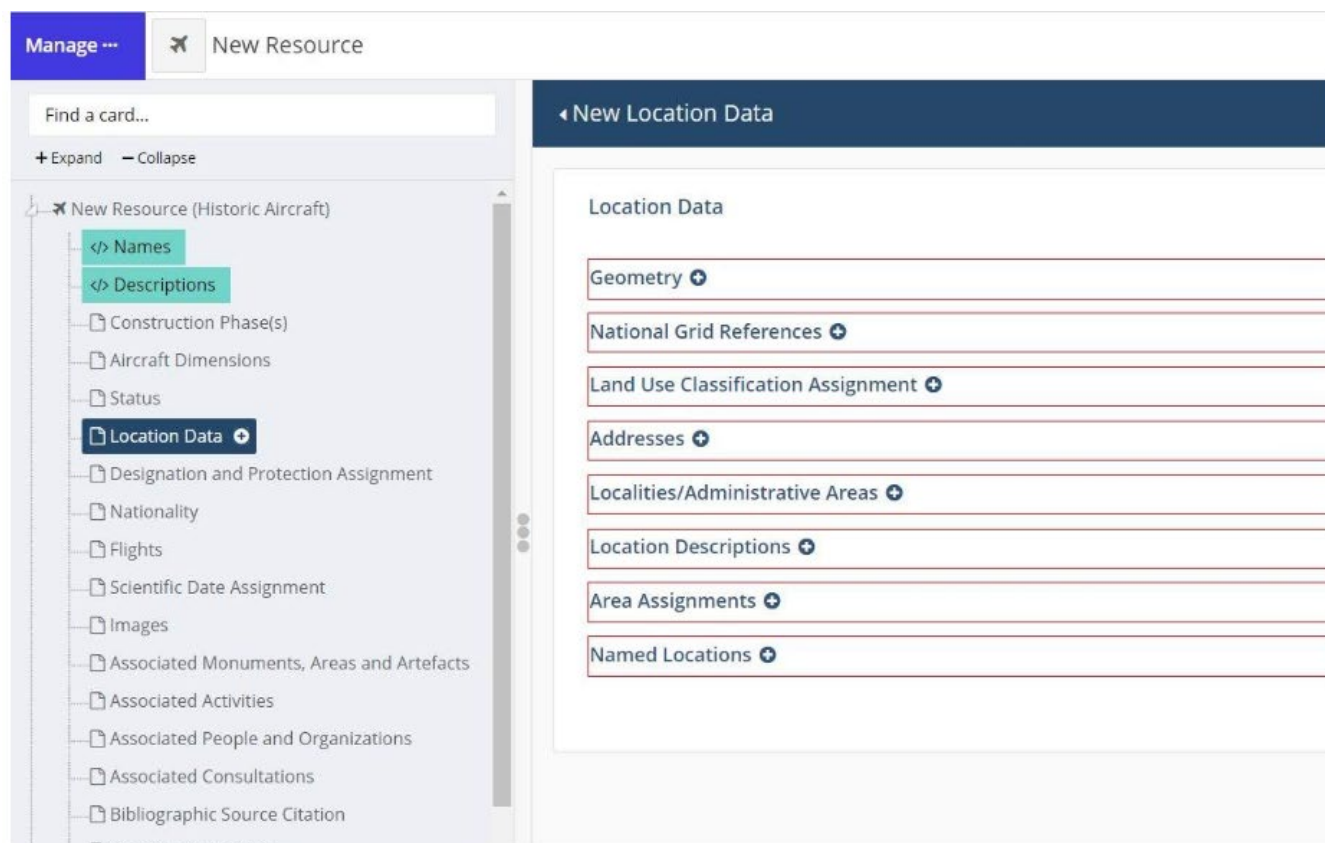 Manage ···
New Resource
Find a card...
+ Expand − Collapse
New Resource (Historic Aircraft)
</> Names
</> Descriptions
Construction Phase(s)
Aircraft Dimensions
Status
Location Data
Designation and Protection Assignment
Nationality
Flights
Scientific Date Assignment
Images
Associated Monuments, Areas and Artefacts
Associated Activities
Associated People and Organizations
Associated Consultations
Bibliographic Source Citation
New Location Data
Location Data
Geometry
National Grid References
Land Use Classification Assignment
Addresses
Localities/Administrative Areas
Location Descriptions
Area Assignments
Named Locations